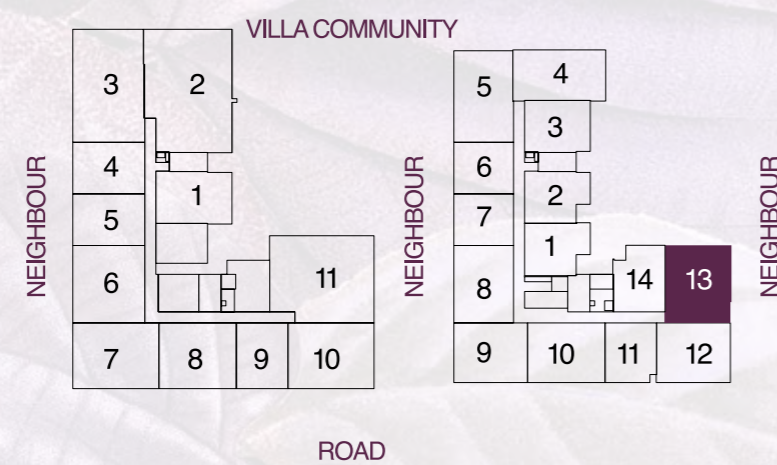 VILLA COMMUNITY
3 2
4
1
5
6 11
7 8 9 10
NEIGHBOUR
5 4
3
6
2
7
1
8 14 13
9 10 11 12
NEIGHBOUR
NEIGHBOUR
ROAD